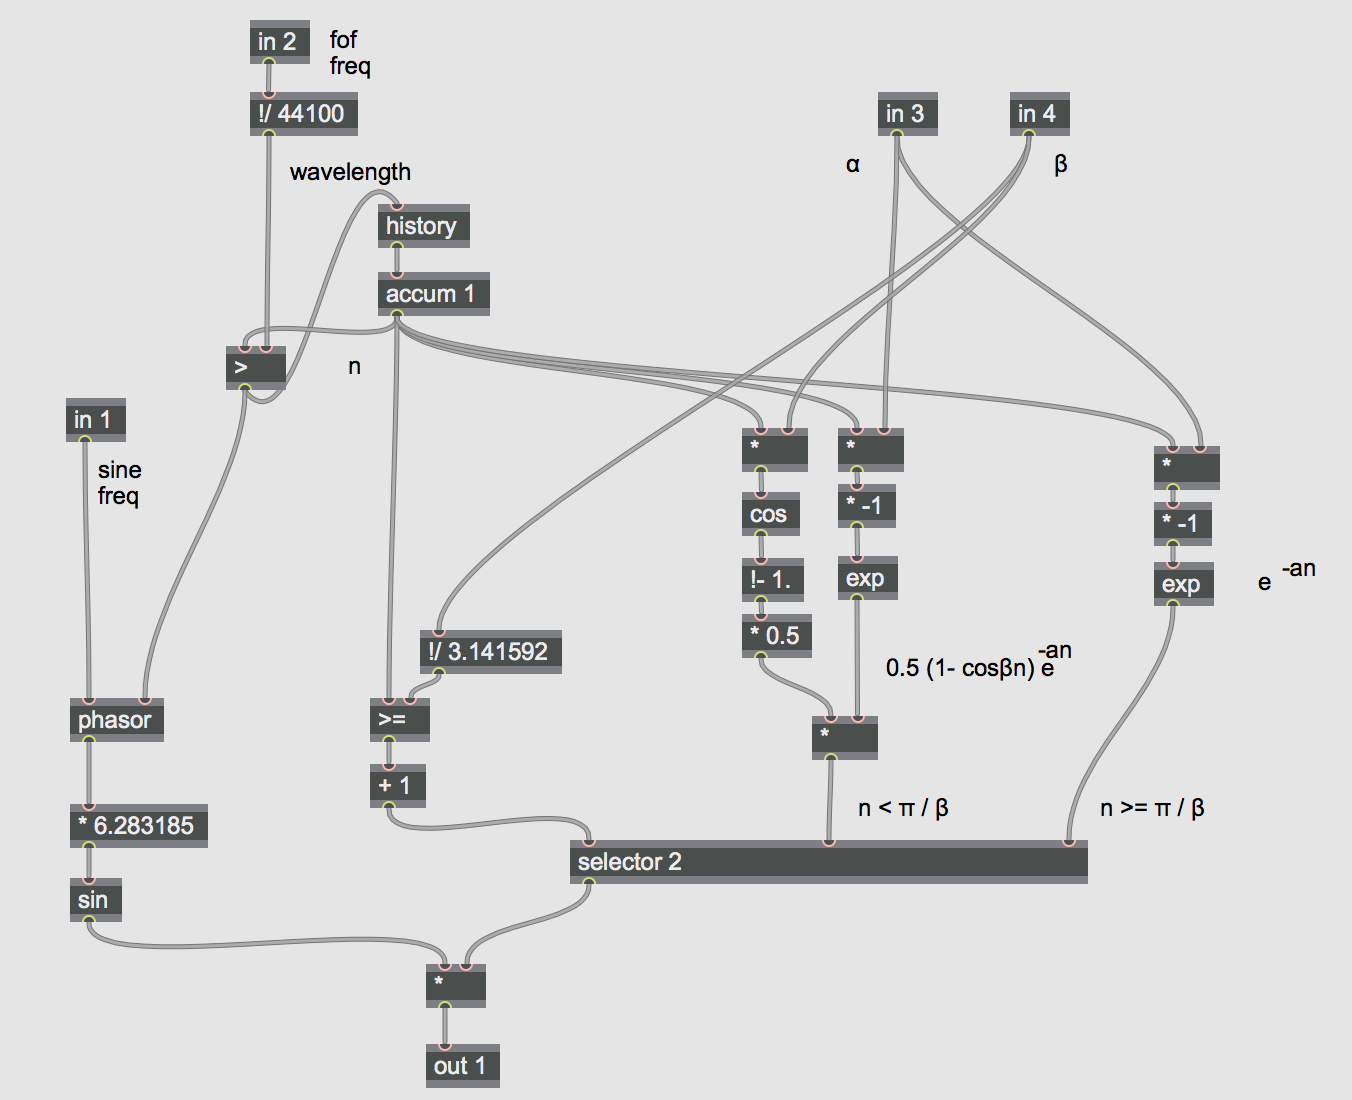 in 2
fof
freq
!/ 44100
in 3
in 4
α
β
wavelength
history
accum 1
>
n
in 1
sine
freq
*
*
*
cos
* -1
* -1
!- 1.
exp
exp
e -an
* 0.5
!/ 3.141592
0.5 (1- cosβn) e -an
phasor
>=
*
+ 1
n < π / β
n >= π / β
* 6.283185
selector 2
sin
*
out 1